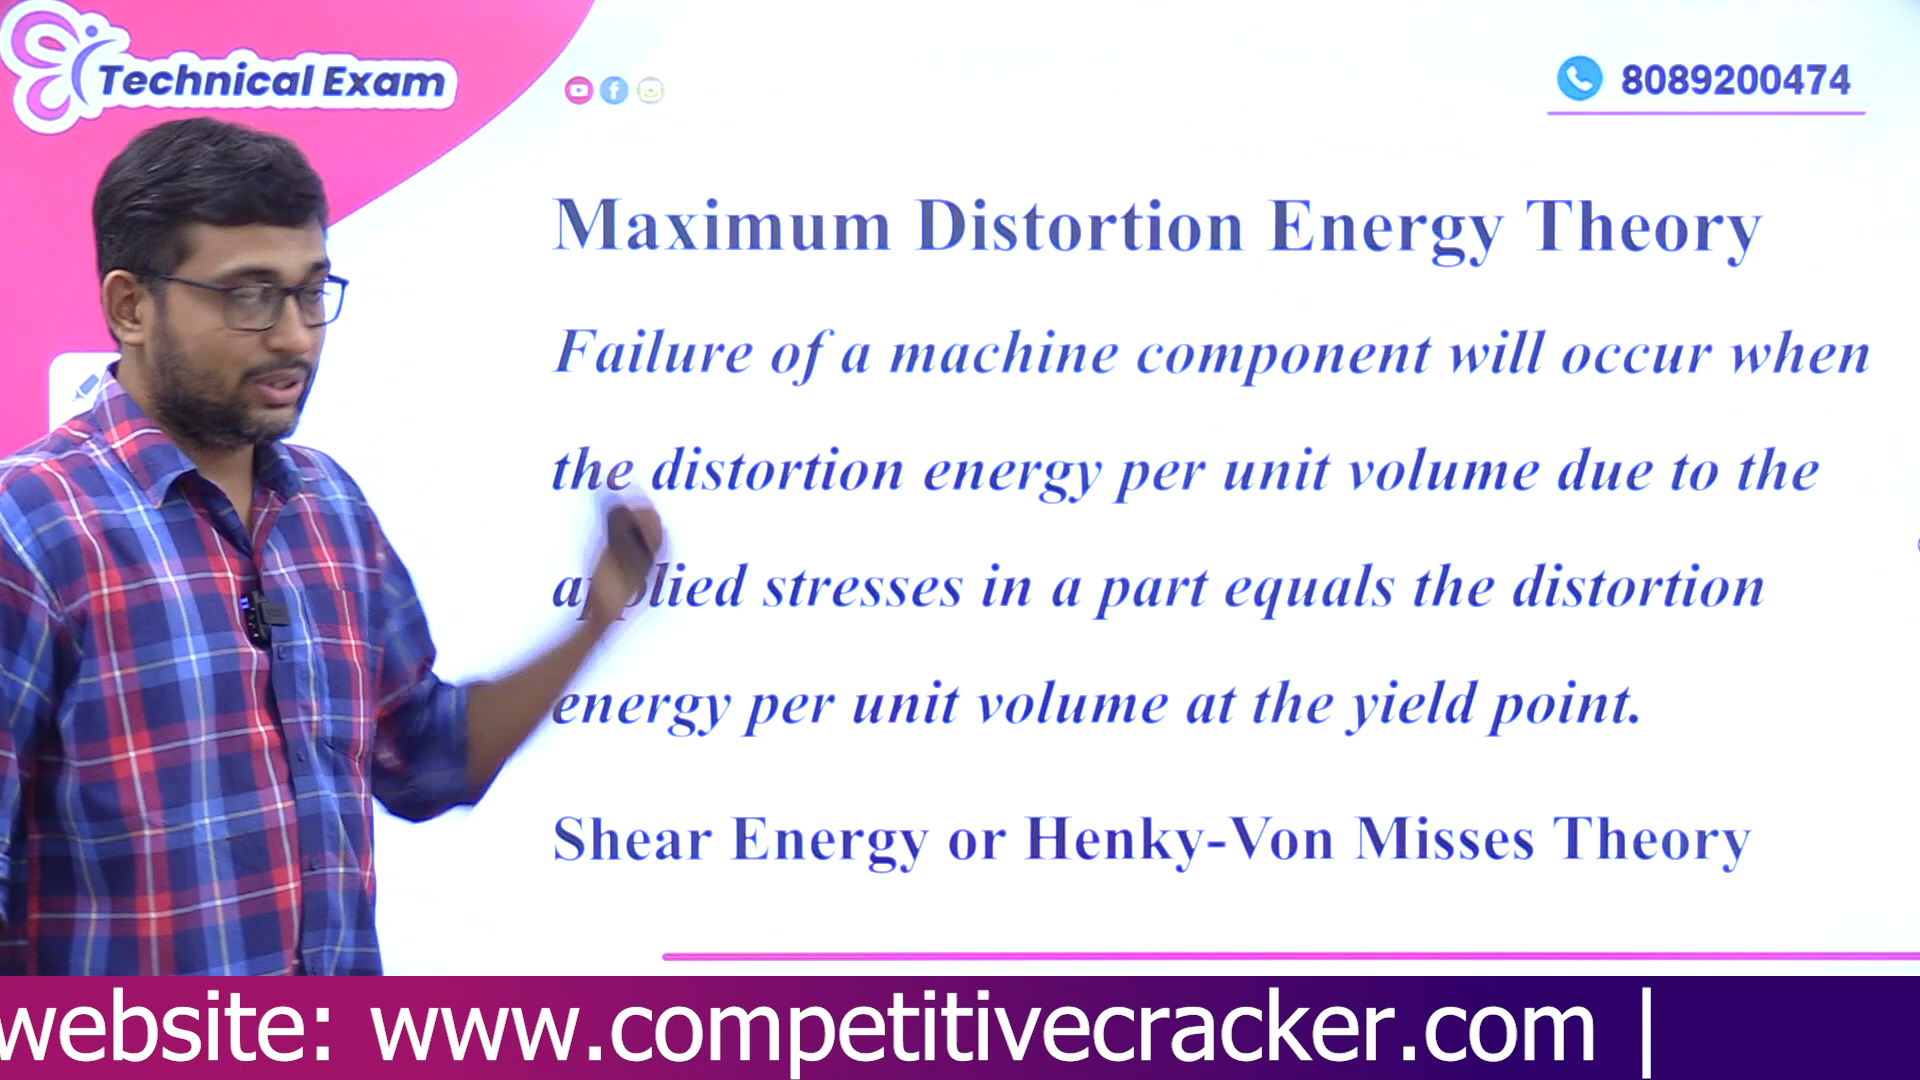 Technical Exam
8089200474
Maximum Distortion Energy Theory
Failure of a machine component will occur when
the distortion energy per unit volume due to the
applied stresses in a part equals the distortion
energy per unit volume at the yield point.
Shear Energy or Henky-Von Misses Theory
website: www.competitivecracker.com |